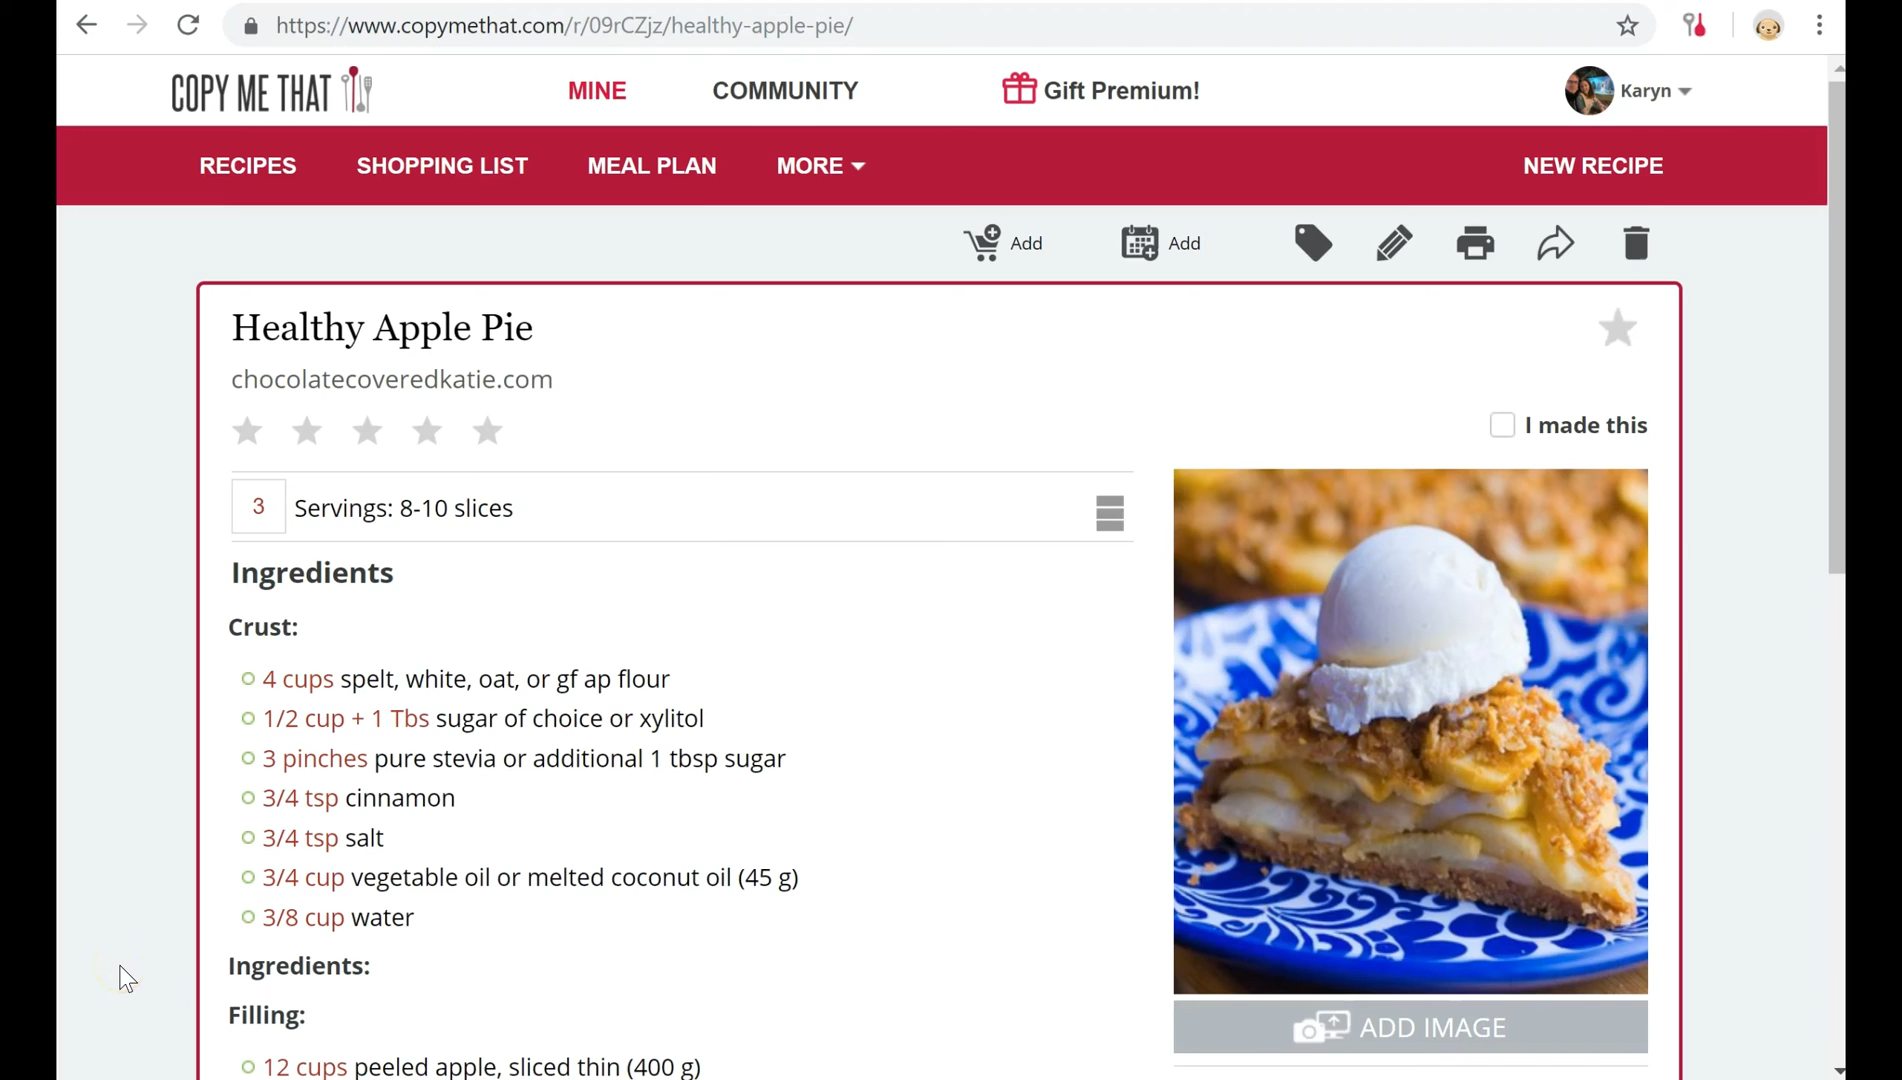 https://www.copymethat.com/r/09rCZjz/healthy-apple-pie/
COPY ME THAT
MINE
COMMUNITY
Gift Premium!
Karyn
RECIPES
SHOPPING LIST
MEAL PLAN
MORE
NEW RECIPE
Add
Add
Healthy Apple Pie
chocolatecoveredkatie.com
I made this
3 Servings: 8-10 slices
Ingredients
Crust:
4 cups spelt, white, oat, or gf ap flour
1/2 cup + 1 Tbs sugar of choice or xylitol
3 pinches pure stevia or additional 1 tbsp sugar
3/4 tsp cinnamon
3/4 tsp salt
3/4 cup vegetable oil or melted coconut oil (45 g)
3/8 cup water
Ingredients:
Filling:
12 cups peeled apple, sliced thin (400 g)
ADD IMAGE